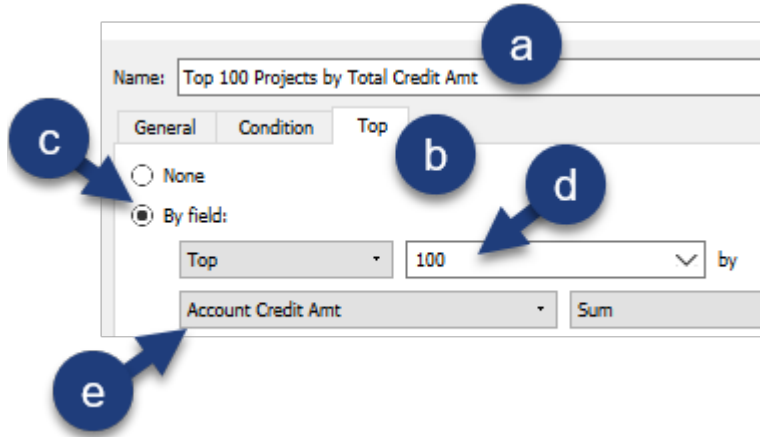 a
Name: Top 100 Projects by Total Credit Amt
General Condition Top
b
c
None
d
By field:
Top 100 by
Account Credit Amt Sum
e